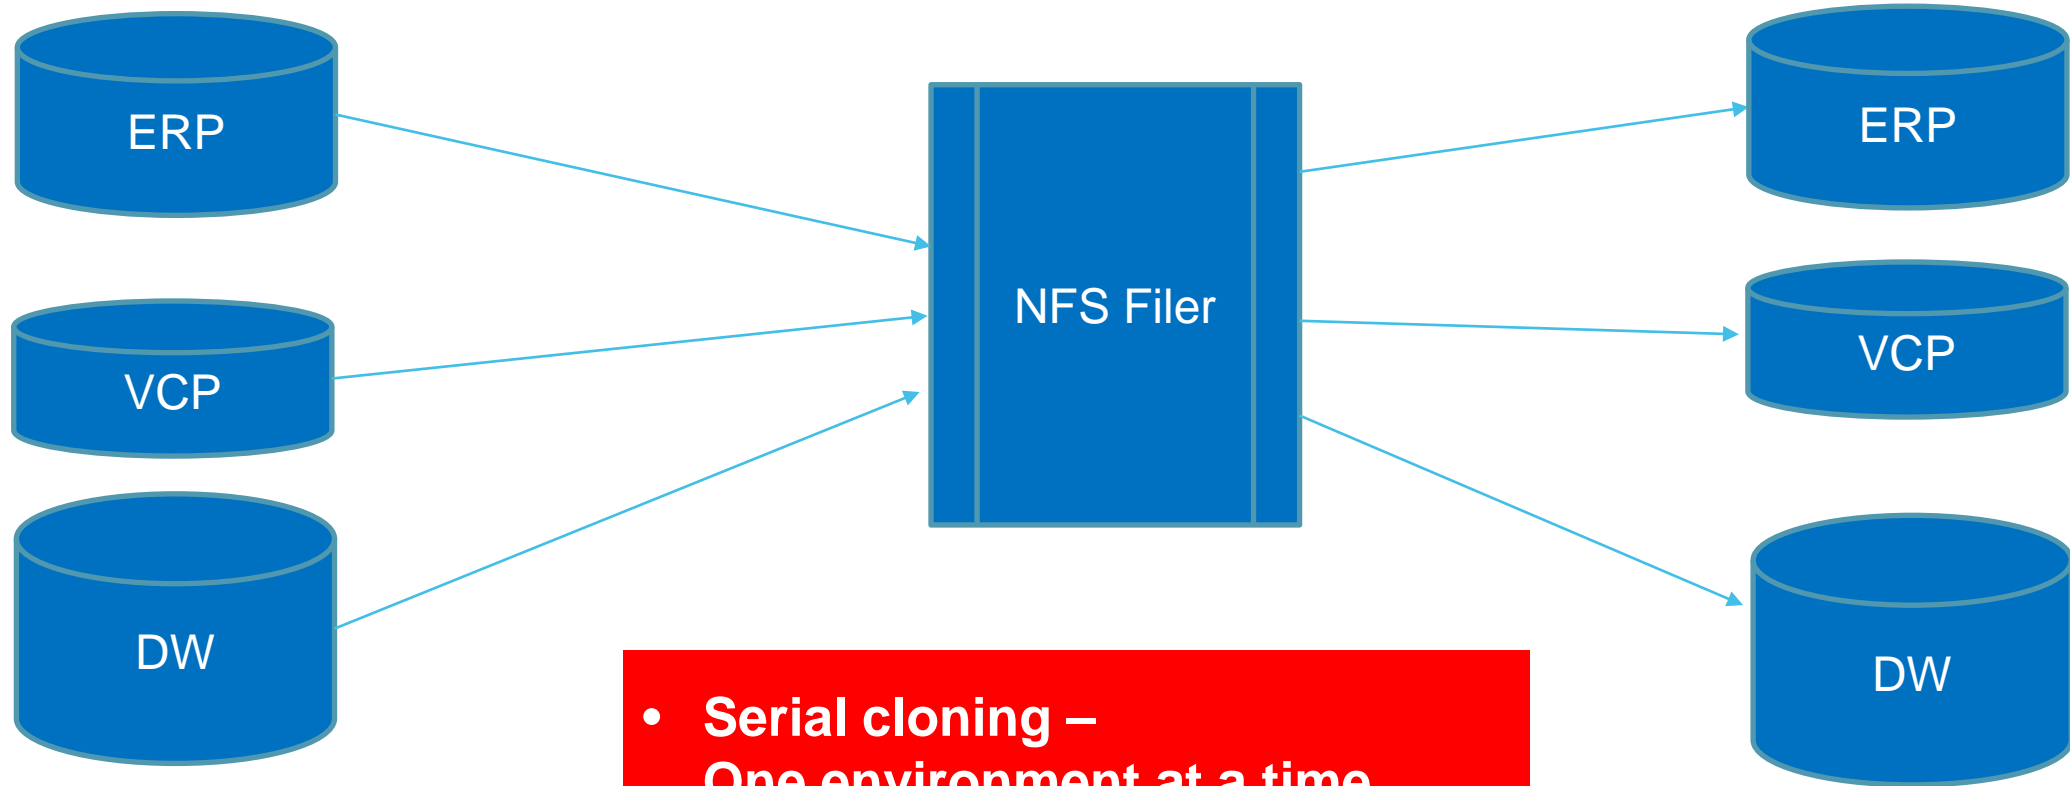 ERP
VCP
DW
NFS Filer
ERP
VCP
DW
• Serial cloning –
One environment at a time